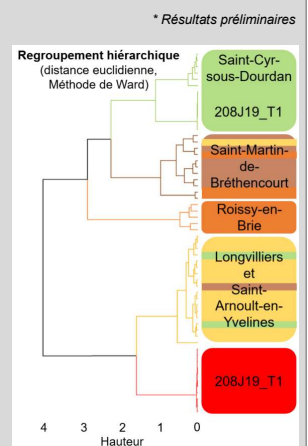 * Résultats préliminaires
Regroupement hiérarchique
(distance euclidienne,
Méthode de Ward)
Saint-Cyr-
sous-Dourdan
208J19_T1
Saint-Martin-
de-
Bréthencourt
Roissy-en-
Brie
Longvilliers
et
Saint-
Arnoult-en-
Yvelines
208J19_T1
4 3 2 1 0
Hauteur